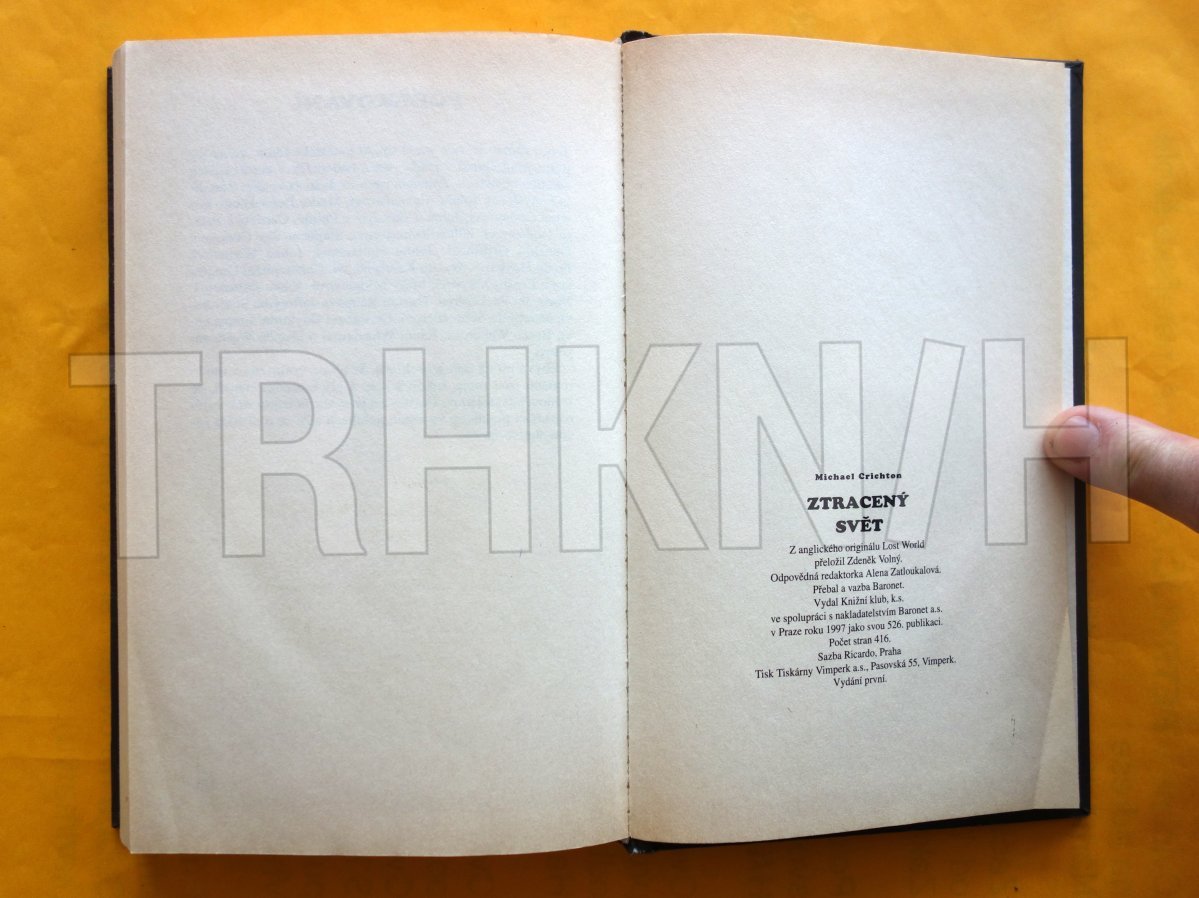 TRHKN/H
Michael Crichton
ZTRACENÝ
SVĚT
Z anglického originálu Lost World
přeložil Zdeněk Volný.
Odpovědná redaktorka Alena Zatloukalová.
Přebal a vazba Baronet.
Vydal Knižní klub, k.s.
ve spolupráci s nakladatelstvím Baronet a.s.
v Praze roku 1997 jako svou 526. publikaci.
Počet stran 416.
Sazba Ricardo, Praha
Tisk Tiskárny Vimperk a.s., Pasovská 55, Vimperk.
Vydání první.